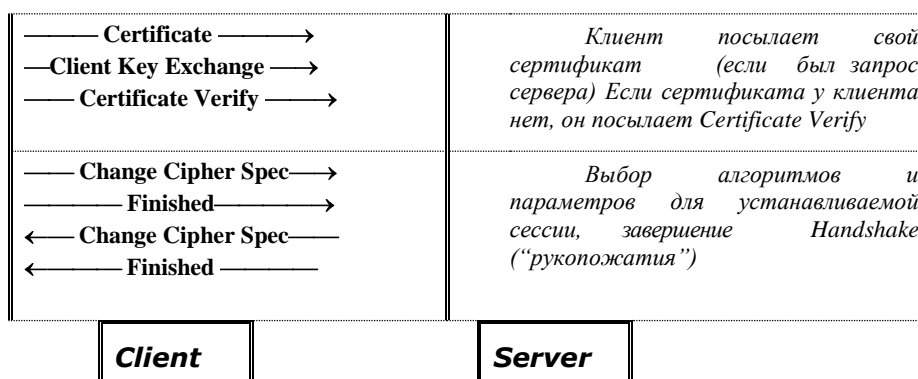 ——— Certificate ————→
—Client Key Exchange —→
—— Certificate Verify ——→
Клиент посылает свой
сертификат (если был запрос
сервера) Если сертификата у клиента
нет, он посылает Certificate Verify
—— Change Cipher Spec——→
———— Finished————→
←—— Change Cipher Spec——
←———— Finished ————
Выбор алгоритмов и
параметров для устанавливаемой
сессии, завершение Handshake
(“рукопожатия”)
Client
Server